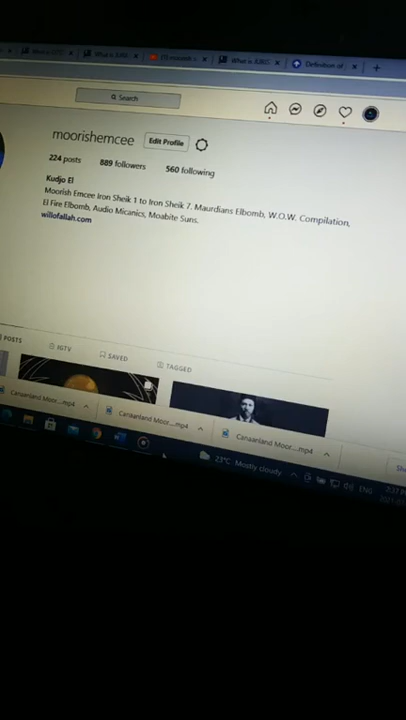 Search
moorishemcee Edit Profile
224 posts 889 followers 560 following
Kudjo El
Moorish Emcee Iron Sheik 1 to Iron Sheik 7. Maurdians Elbomb, W.O.W. Compilation,
El Fire Elbomb, Audio Micanics, Moabite 5uns.
willofallah.com
POSTS IGTV SAVED TAGGED
Canaanland Moor....mp4 Canaanland Moor....mp4 Canaanland Moor....mp4
23°C Mostly cloudy ENG